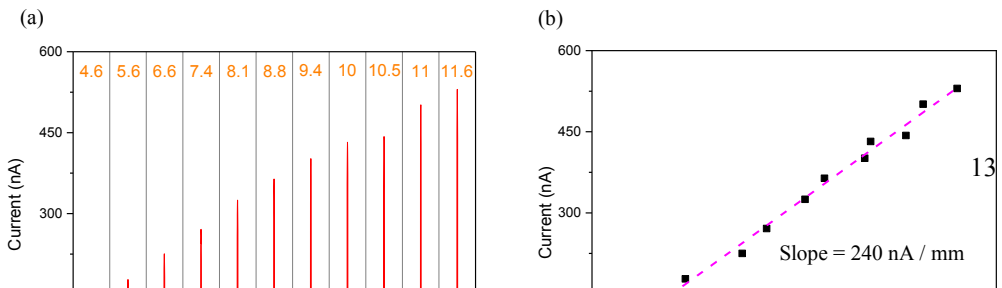 (a)
(b)
600
4.6 5.6 6.6 7.4 8.1 8.8 9.4 10 10.5 11 11.6
450
300
Current (nA)
600
450
300
Current (nA)
13
Slope = 240 nA / mm